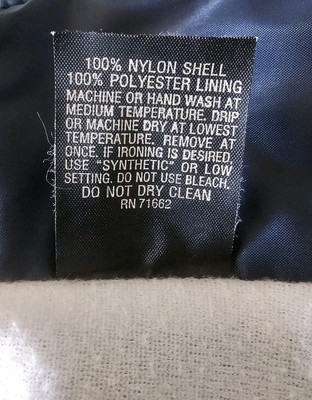 100% NYLON SHELL
100% POLYESTER LINING
MACHINE OR HAND WASH AT
MEDIUM TEMPERATURE. DRIP
OR MACHINE DRY AT LOWEST
TEMPERATURE. REMOVE AT
ONCE. IF IRONING IS DESIRED,
USE "SYNTHETIC" OR LOW
SETTING. DO NOT USE BLEACH.
DO NOT DRY CLEAN
RN 71662